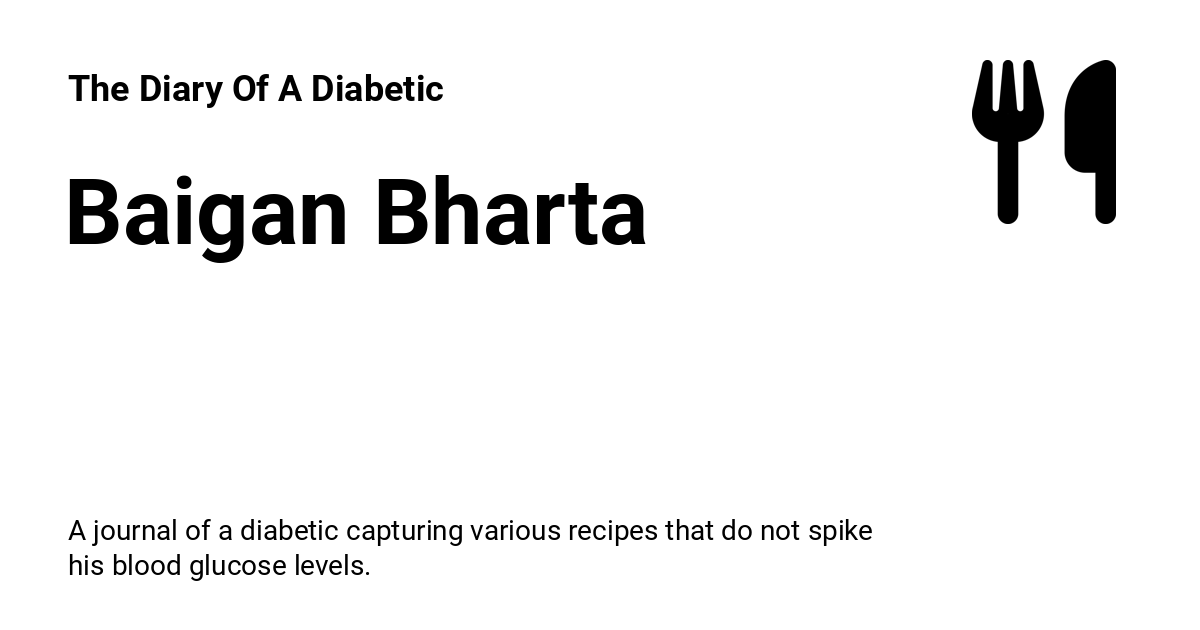 The Diary Of A Diabetic
Baigan Bharta
A journal of a diabetic capturing various recipes that do not spike
his blood glucose levels.